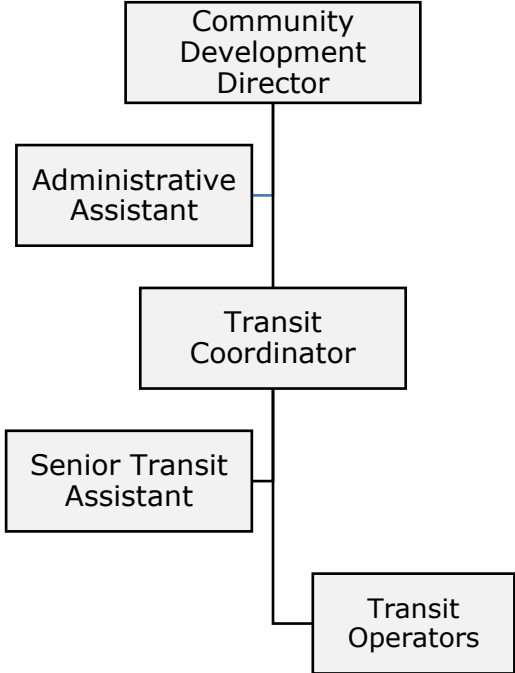 Community
Development
Director
Administrative
Assistant
Transit
Coordinator
Senior Transit
Assistant
Transit
Operators